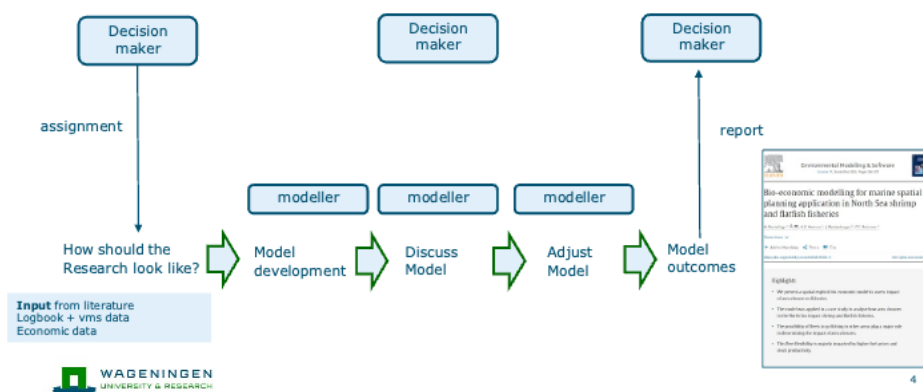 Decision
maker
Decision
maker
Decision
maker
assignment
report
modeller
modeller
modeller
How should the
Research look like?
Model
development
Discuss
Model
Adjust
Model
Model
outcomes
Input from literature
Logbook + vms data
Economic data
Environmental Modelling & Software
Bio-economic modelling for marine spatial
planning application in North Sea shrimp
and flatfish fisheries
Highlights
WAGENINGEN
UNIVERSITY & RESEARCH
4